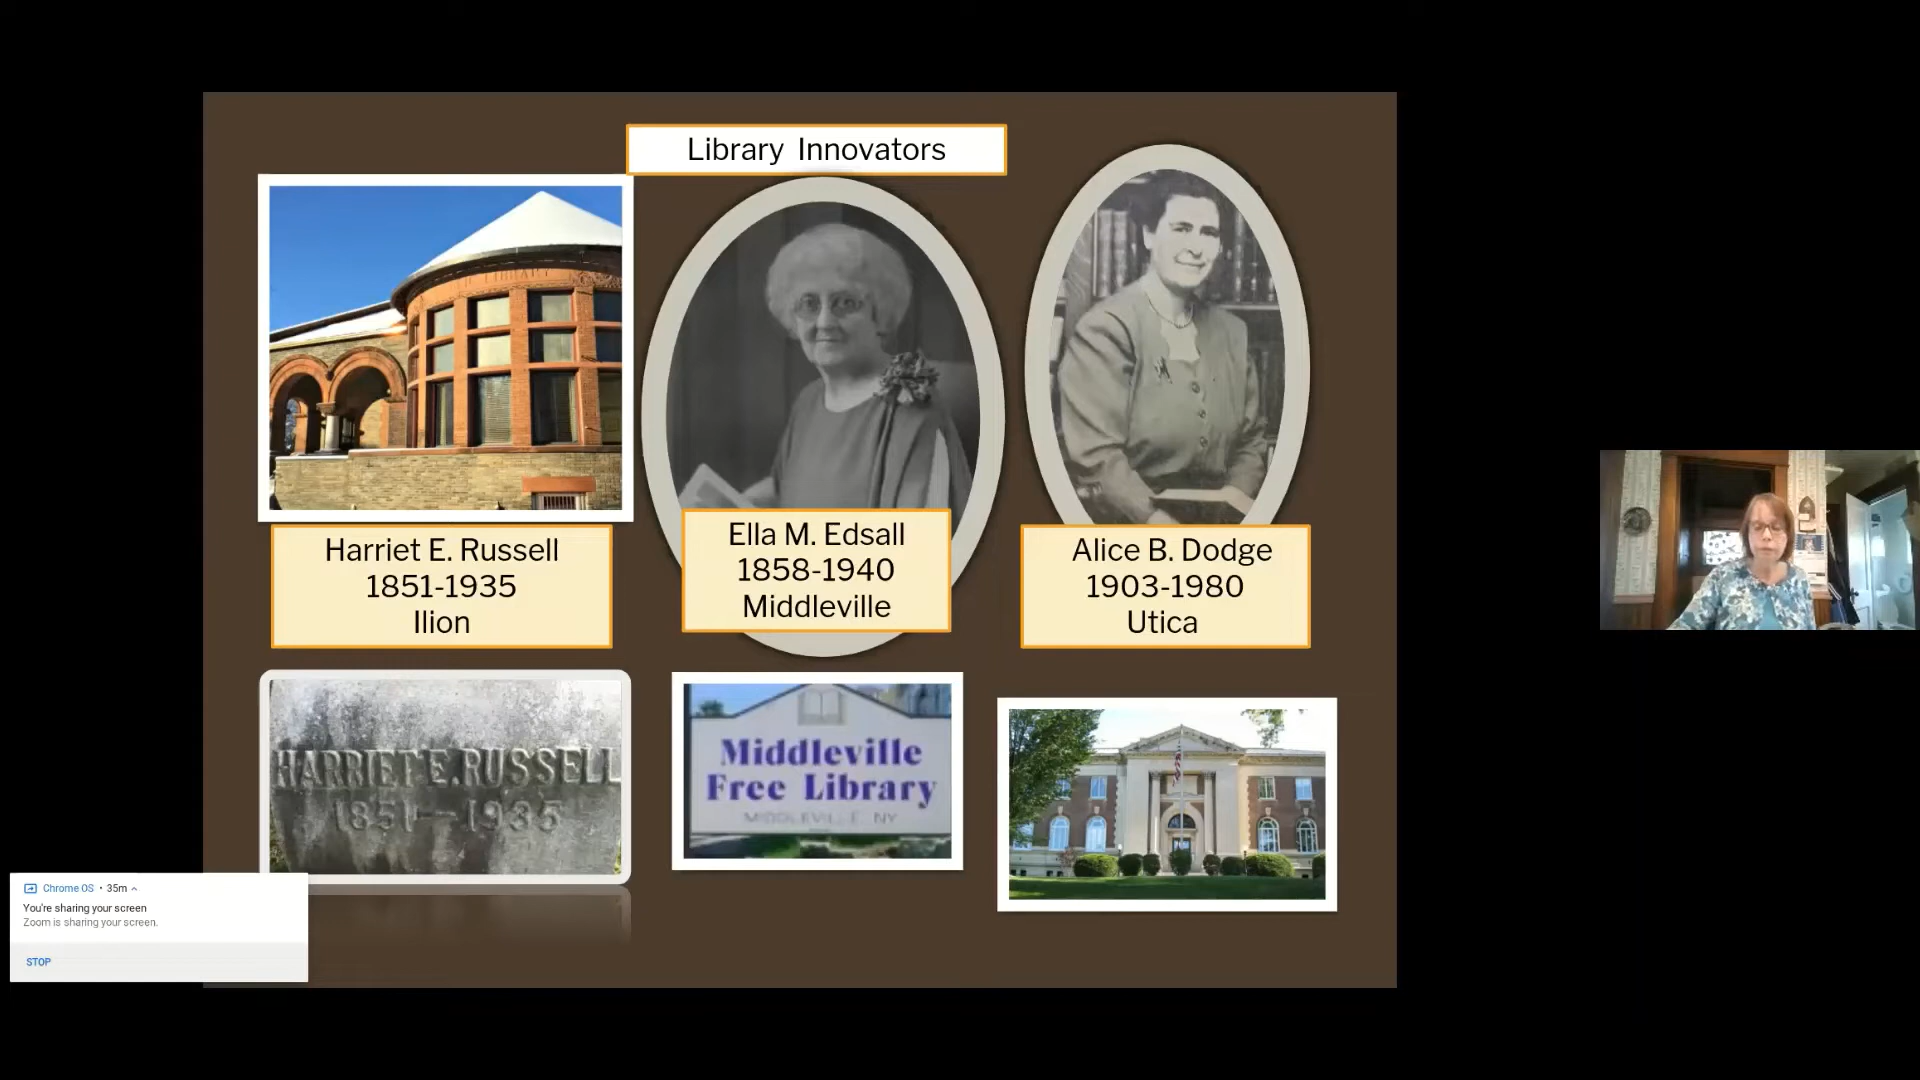 Library Innovators
LIBRARY
Harriet E. Russell
1851-1935
Ilion
Ella M. Edsall
1858-1940
Middleville
Alice B. Dodge
1903-1980
Utica
HARRIET E. RUSSELL
1851—1935
Middleville
Free Library
MIDDLEVILLE NY
Chrome OS • 35m
You're sharing your screen
Zoom is sharing your screen.
STOP